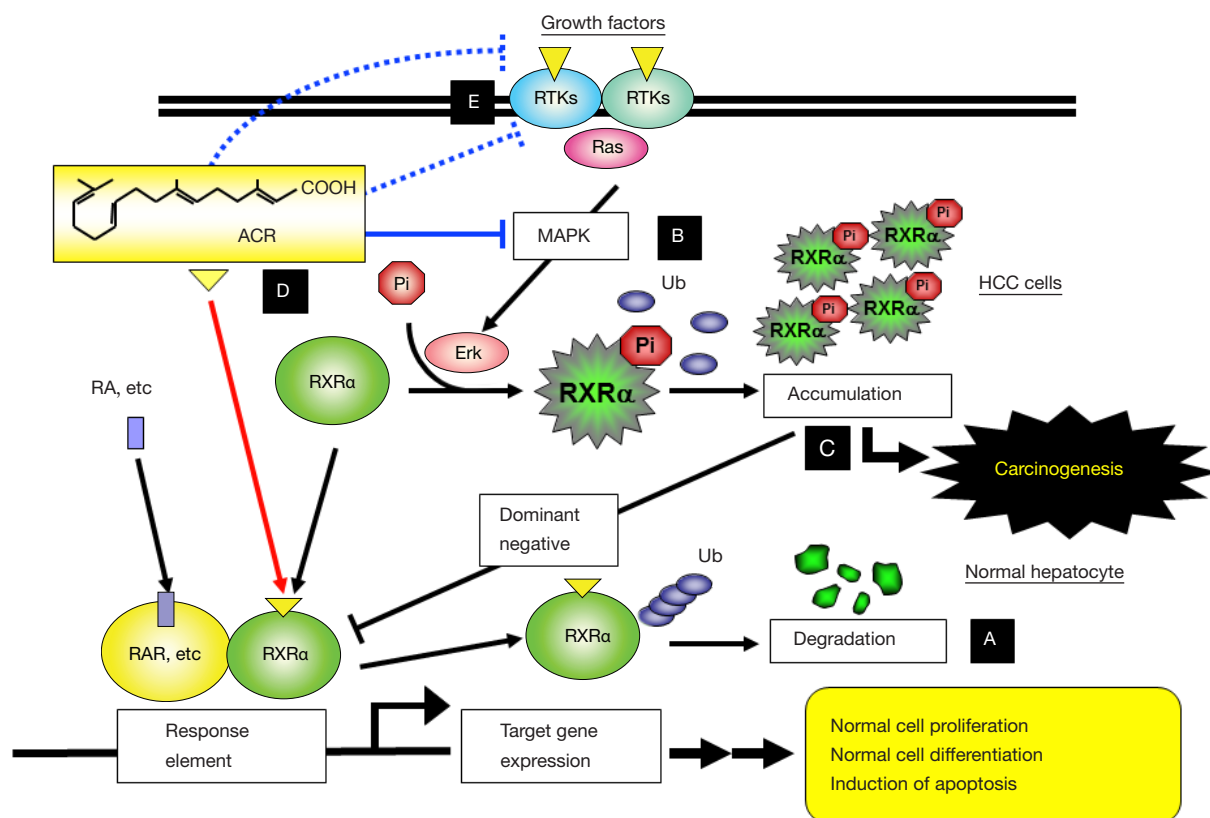 Growth factors
E
RTKs
RTKs
Ras
COOH
ACR
MAPK
B
Pi
Pi
RXRα
RXRα
Pi
Pi
RXRα
RXRα
HCC cells
D
Pi
Ub
Erk
Pi
RXRα
RXRα
Accumulation
RA, etc
C
Carcinogenesis
Dominant
negative
Ub
Normal hepatocyte
RAR, etc
RXRα
RXRα
Degradation
A
Response
element
Target gene
expression
Normal cell proliferation
Normal cell differentiation
Induction of apoptosis